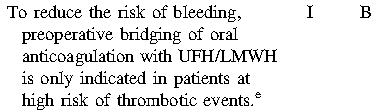 To reduce the risk of bleeding, I B
preoperative bridging of oral
anticoagulation with UFH/LMWH
is only indicated in patients at
high risk of thrombotic events.e